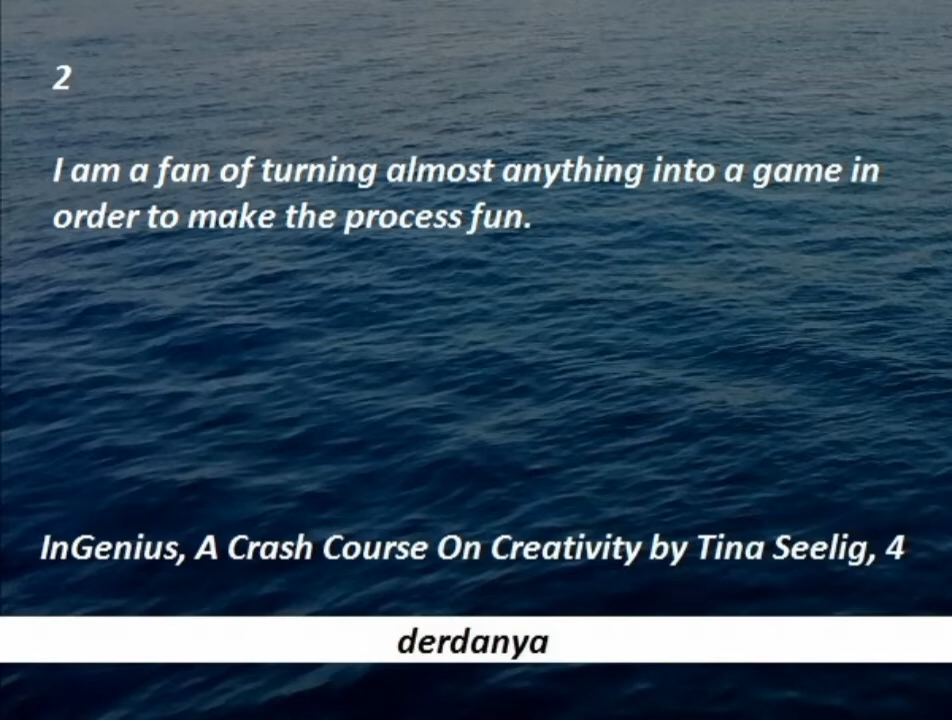 2
I am a fan of turning almost anything into a game in
order to make the process fun.
InGenius, A Crash Course On Creativity by Tina Seelig, 4
derdanya